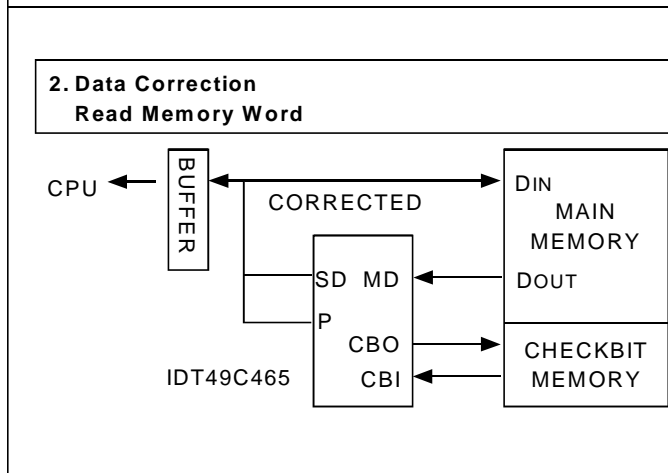 2. Data Correction
Read Memory Word
CPU
BUFFER
CORRECTED
DIN
MAIN
MEMORY
DOUT
SD MD
P
CBO
CBI
IDT49C465
CHECKBIT
MEMORY